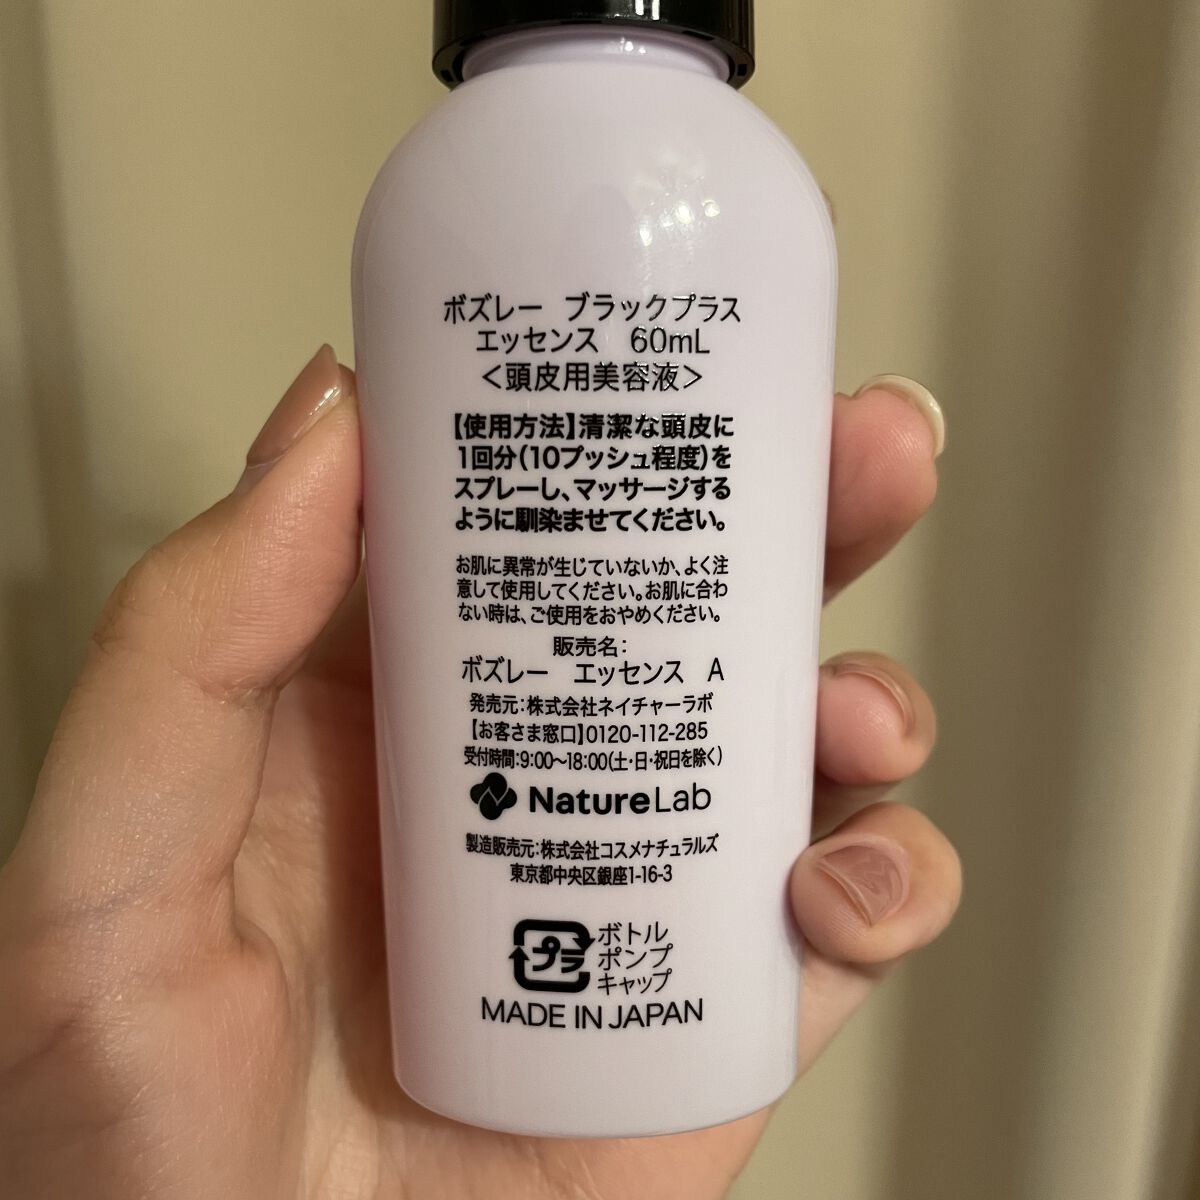 ボズレー ブラックプラス
エッセンス 60mL
<頭皮用美容液>
【使用方法】清潔な頭皮に
1回分(10プッシュ程度)を
スプレーし、マッサージする
ように馴染ませてください。
お肌に異常が生じていないか、よく注
意して使用してください。お肌に合わ
ない時は、ご使用をおやめください。
販売名:
ボズレー エッセンス A
発売元:株式会社ネイチャーラボ
【お客さま窓口】0120-112-285
受付時間:9:00〜18:00(土・日・祝日を除く)
NatureLab
製造販売元:株式会社コスメナチュラルズ
東京都中央区銀座1-16-3
プラ
ボトル
ポンプ
キャップ
MADE IN JAPAN